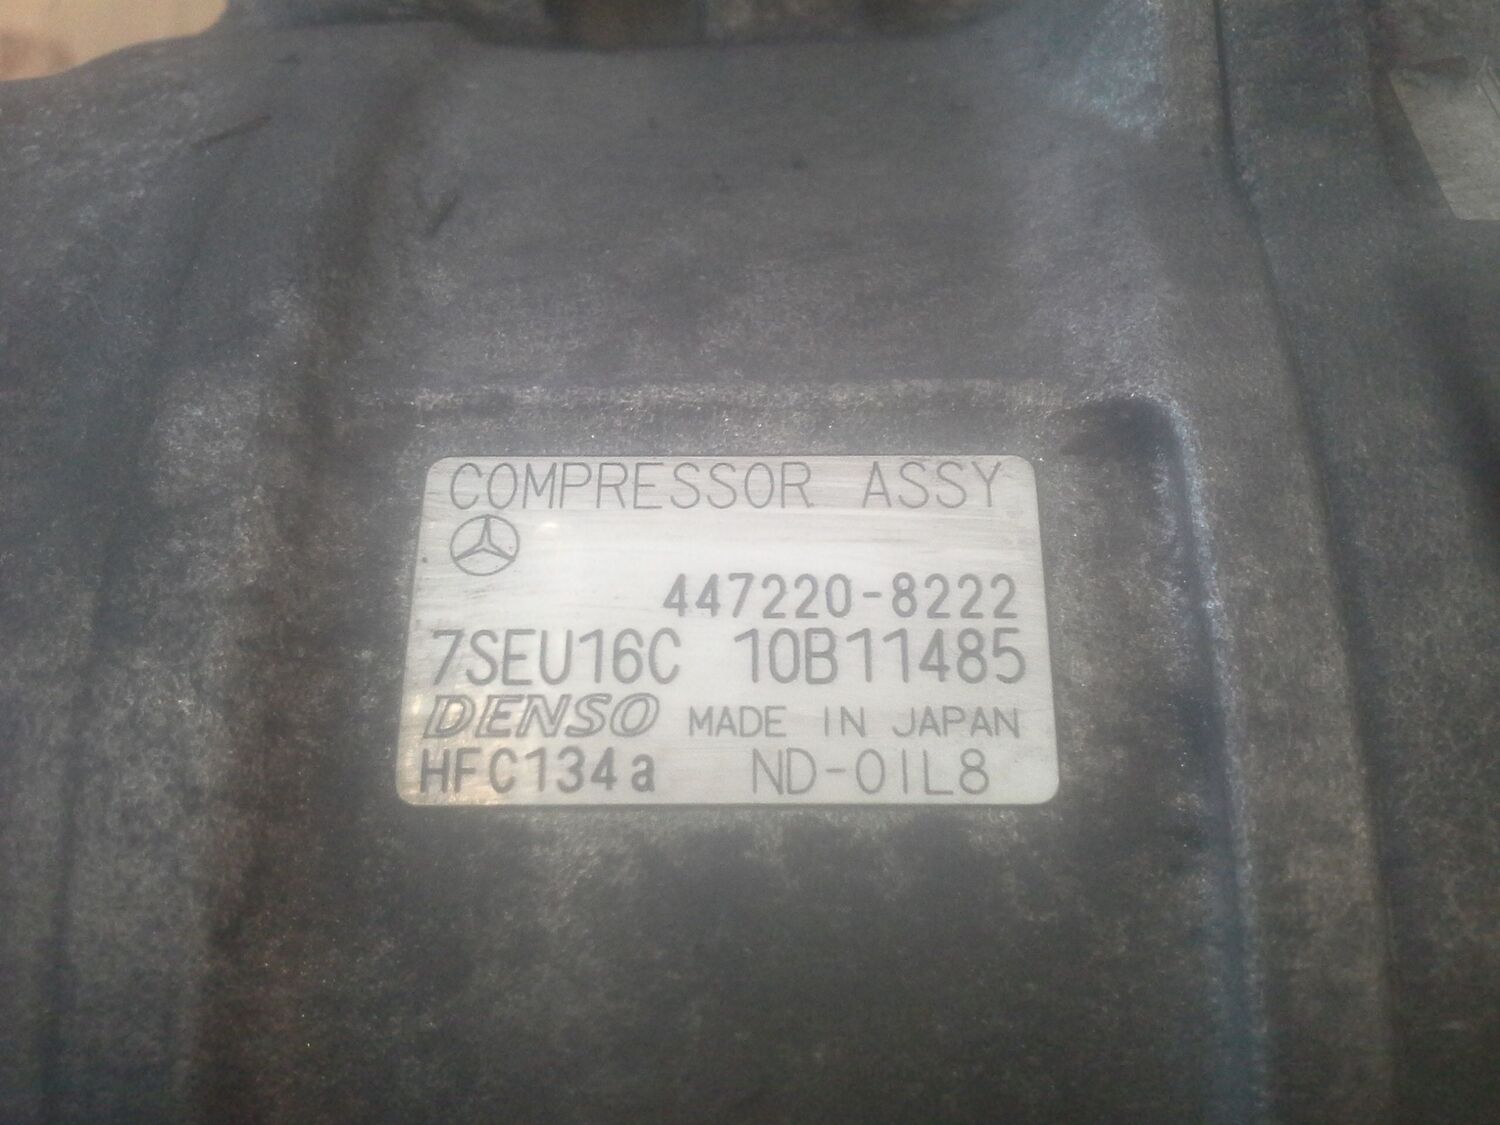 COMPRESSOR ASSY
447220-8222
7SEU16C 10B11485
DENSO MADE IN JAPAN
HFC134a ND-OIL8